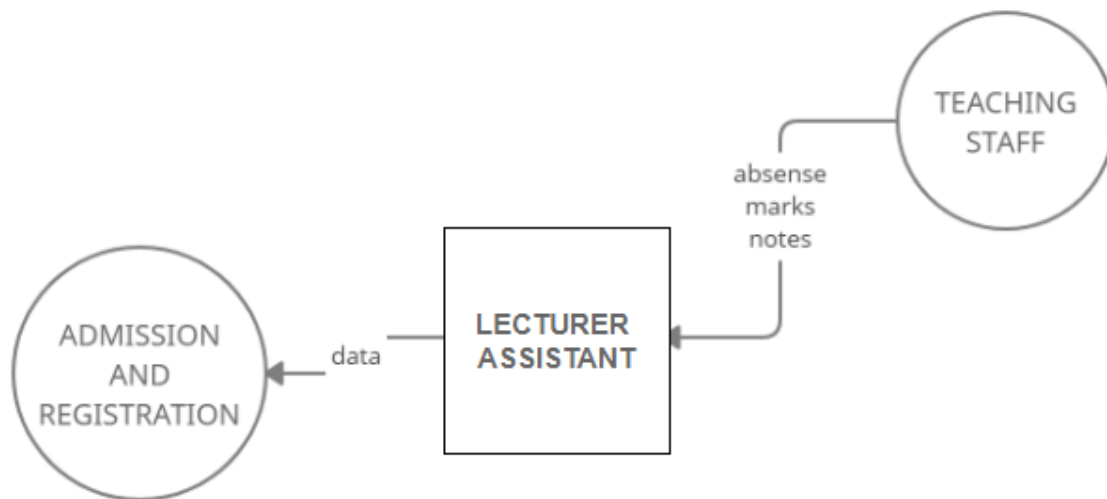 TEACHING
STAFF
absense
marks
notes
LECTURER
ASSISTANT
data
ADMISSION
AND
REGISTRATION